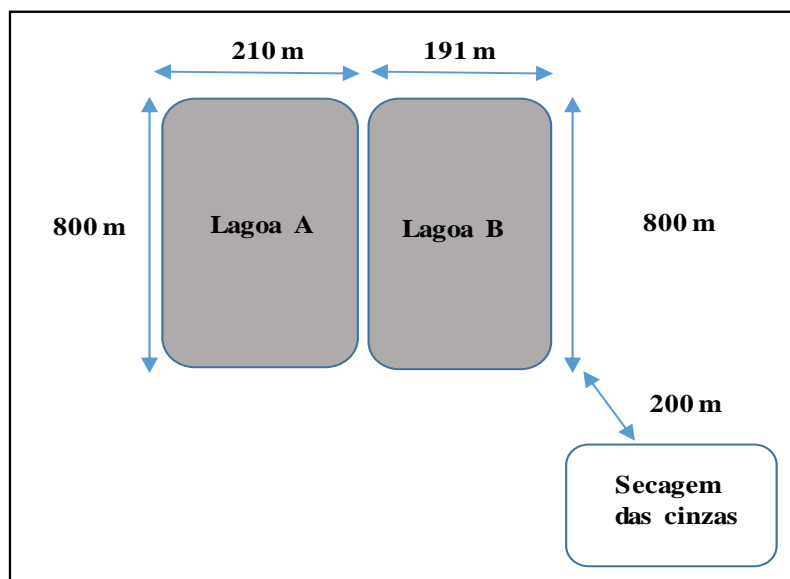 210 m
191 m
800 m
Lagoa A
Lagoa B
800 m
200 m
Secagem
das cinzas